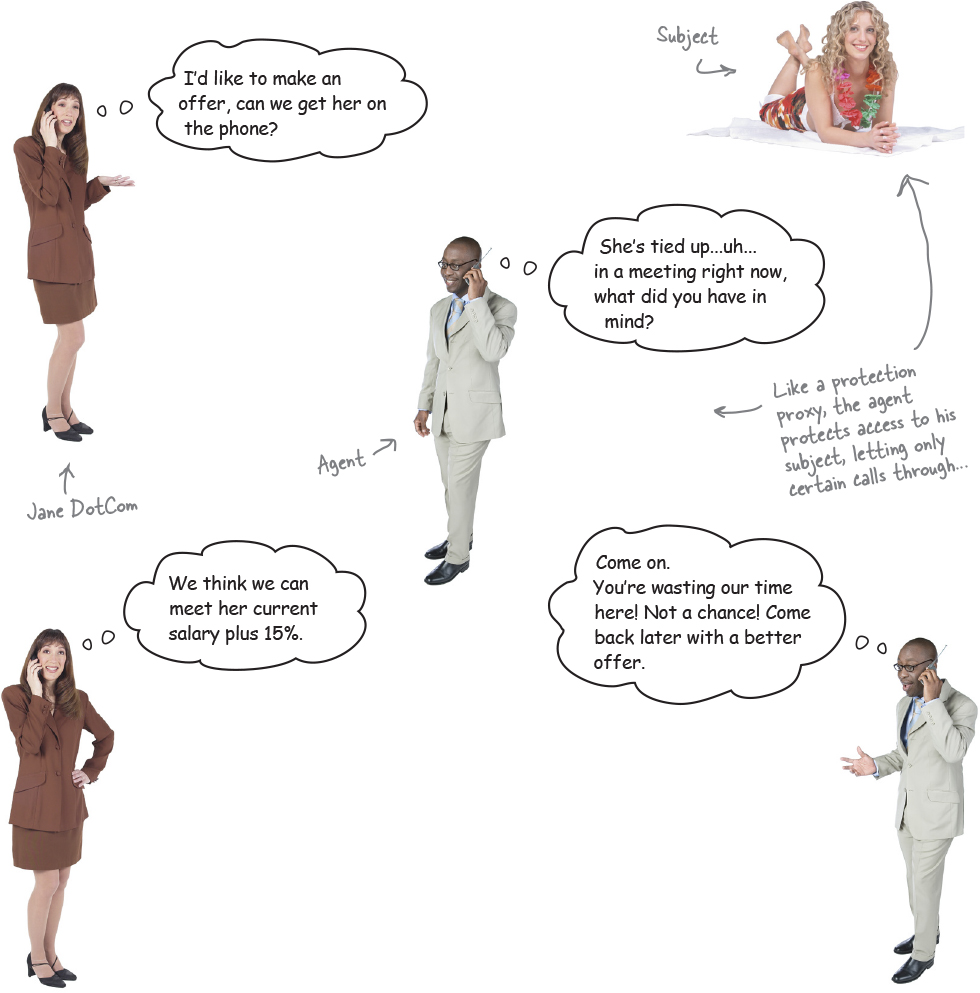 Subject
I'd like to make an
offer, can we get her on
the phone?
She's tied up...uh...
in a meeting right now,
what did you have in
mind?
Like a protection
proxy, the agent
protects access to his
subject, letting only
certain calls through...
Agent
Jane DotCom
We think we can
meet her current
salary plus 15%.
Come on.
You're wasting our time
here! Not a chance! Come
back later with a better
offer.